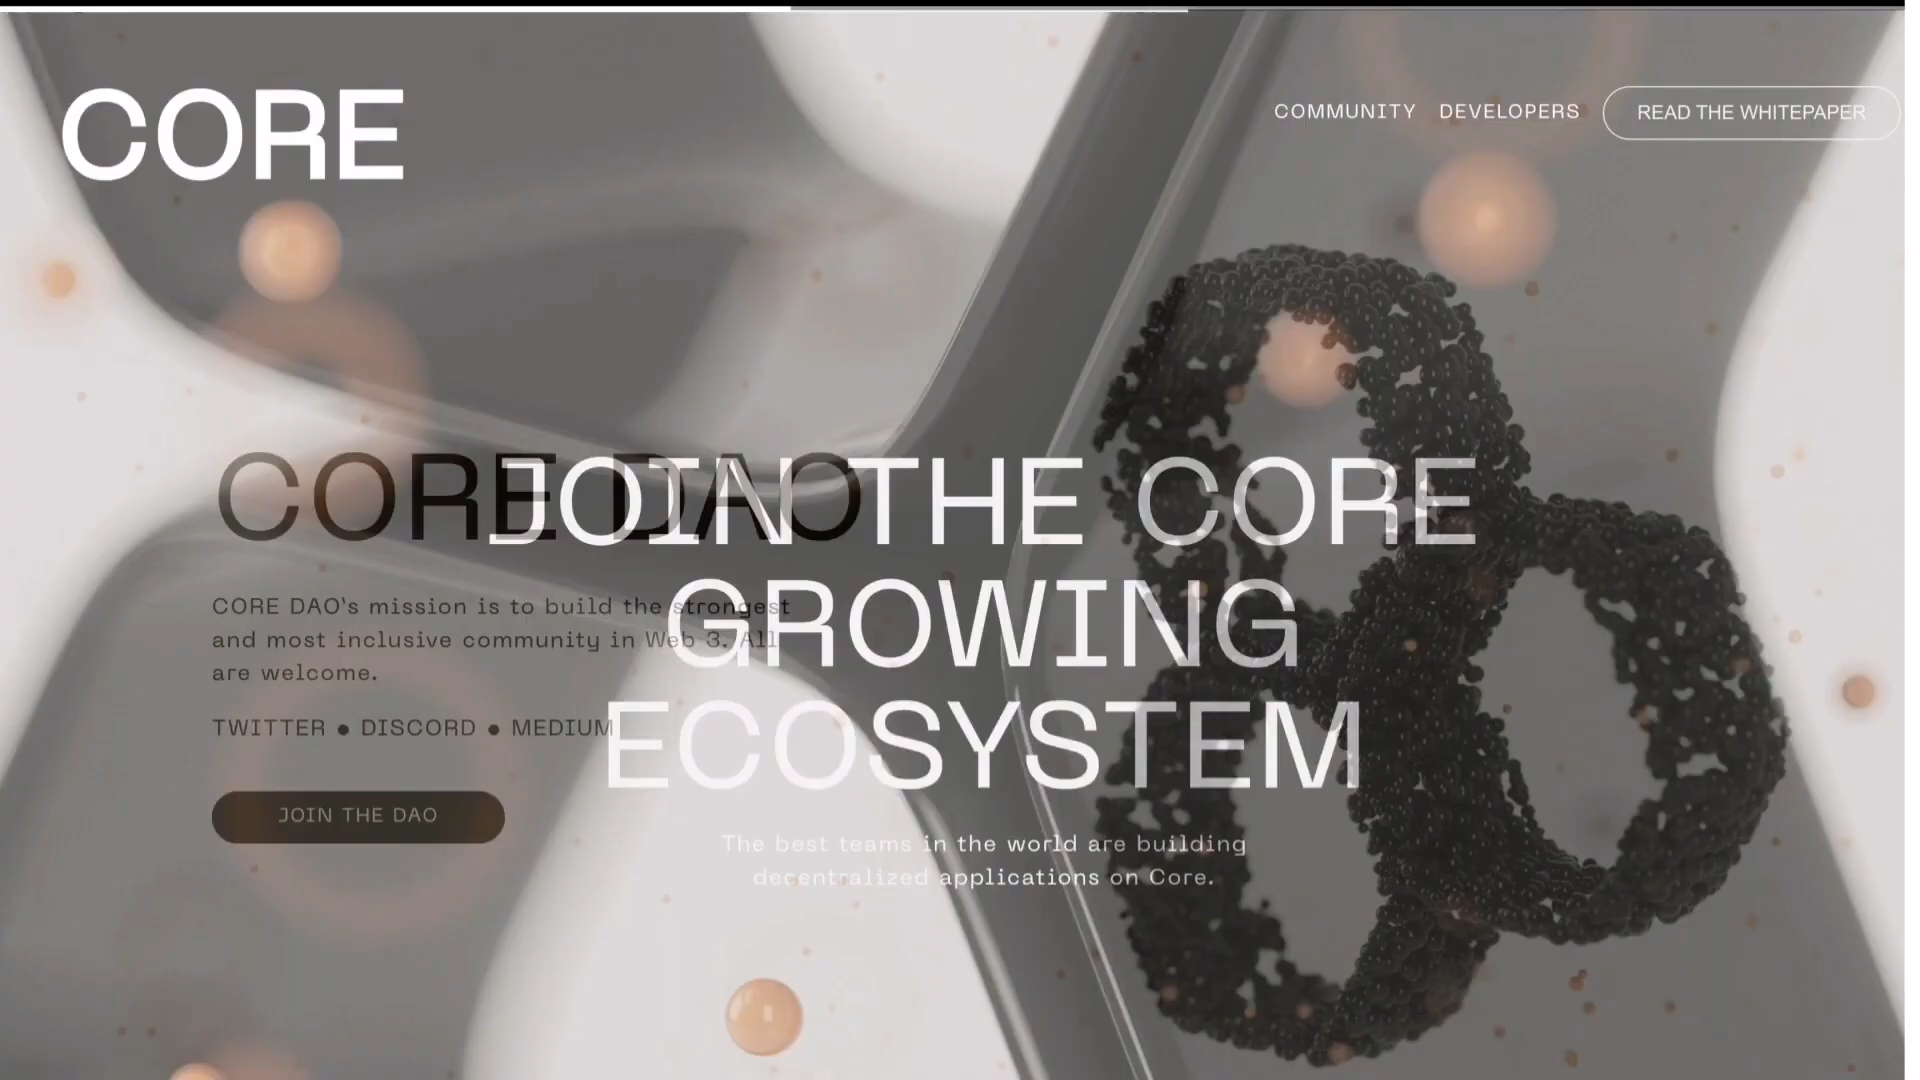 CORE
COMMUNITY DEVELOPERS READ THE WHITEPAPER
CORE DAO
CORE DAO's mission is to build the strongest
and most inclusive community in Web 3. All
are welcome.
TWITTER ● DISCORD ● MEDIUM
JOIN THE DAO
JOIN THE CORE
GROWING
ECOSYSTEM
The best teams in the world are building
decentralized applications on Core.